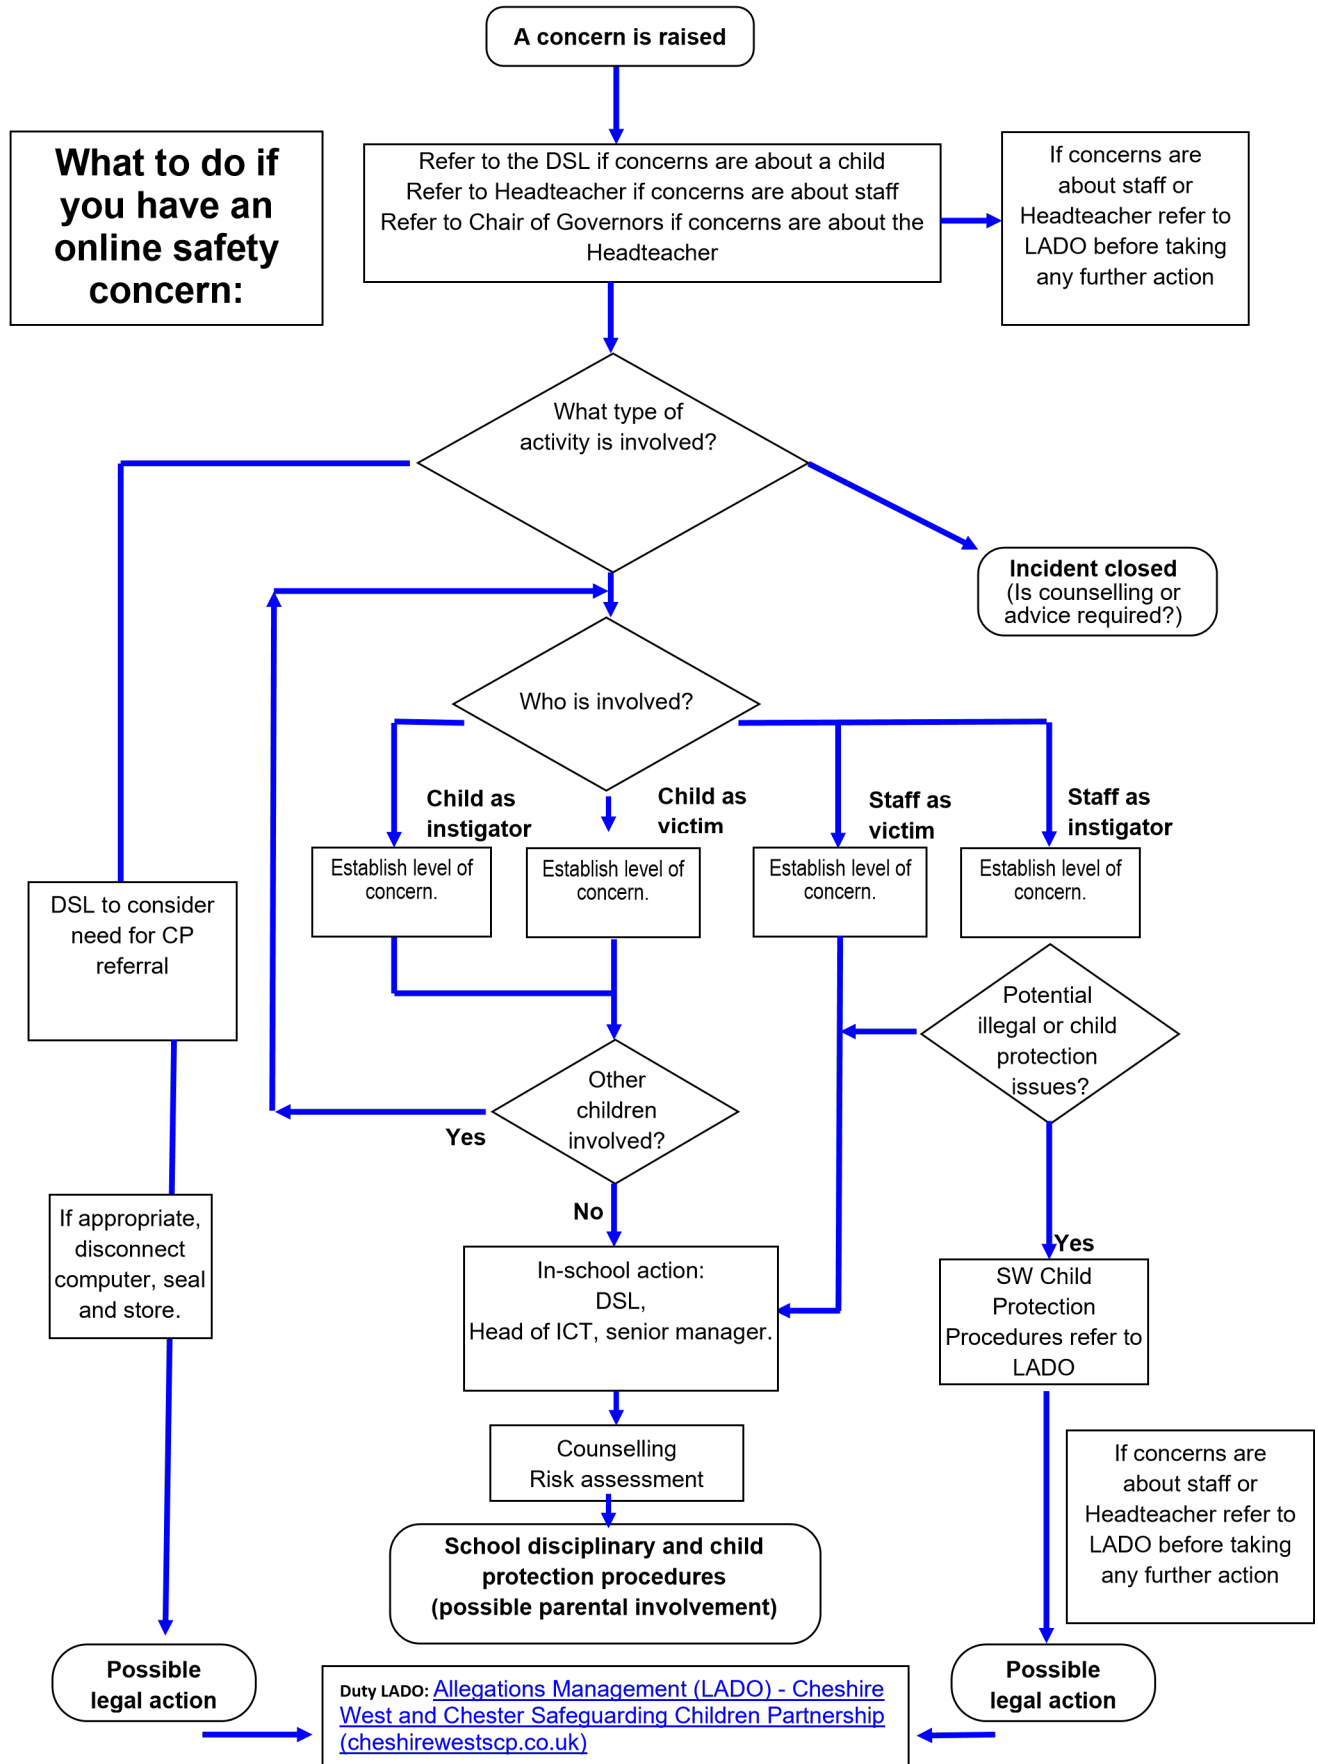 A concern is raised
What to do if
you have an
online safety
concern:
Refer to the DSL if concerns are about a child
Refer to Headteacher if concerns are about staff
Refer to Chair of Governors if concerns are about the
Headteacher
If concerns are
about staff or
Headteacher refer to
LADO before taking
any further action
What type of
activity is involved?
Incident closed
(Is counselling or
advice required?)
Who is involved?
Child as
instigator
Child as
victim
Staff as
victim
Staff as
instigator
Establish level of
concern.
Establish level of
concern.
Establish level of
concern.
Establish level of
concern.
DSL to consider
need for CP
referral
Potential
illegal or child
protection
issues?
Other
children
involved?
Yes
No
If appropriate,
disconnect
computer, seal
and store.
In-school action:
DSL,
Head of ICT, senior manager.
Yes
SW Child
Protection
Procedures refer to
LADO
Counselling
Risk assessment
If concerns are
about staff or
Headteacher refer to
LADO before taking
any further action
School disciplinary and child
protection procedures
(possible parental involvement)
Possible
legal action
Possible
legal action
Duty LADO: Allegations Management (LADO) - Cheshire
West and Chester Safeguarding Children Partnership
(cheshirewestscp.co.uk)